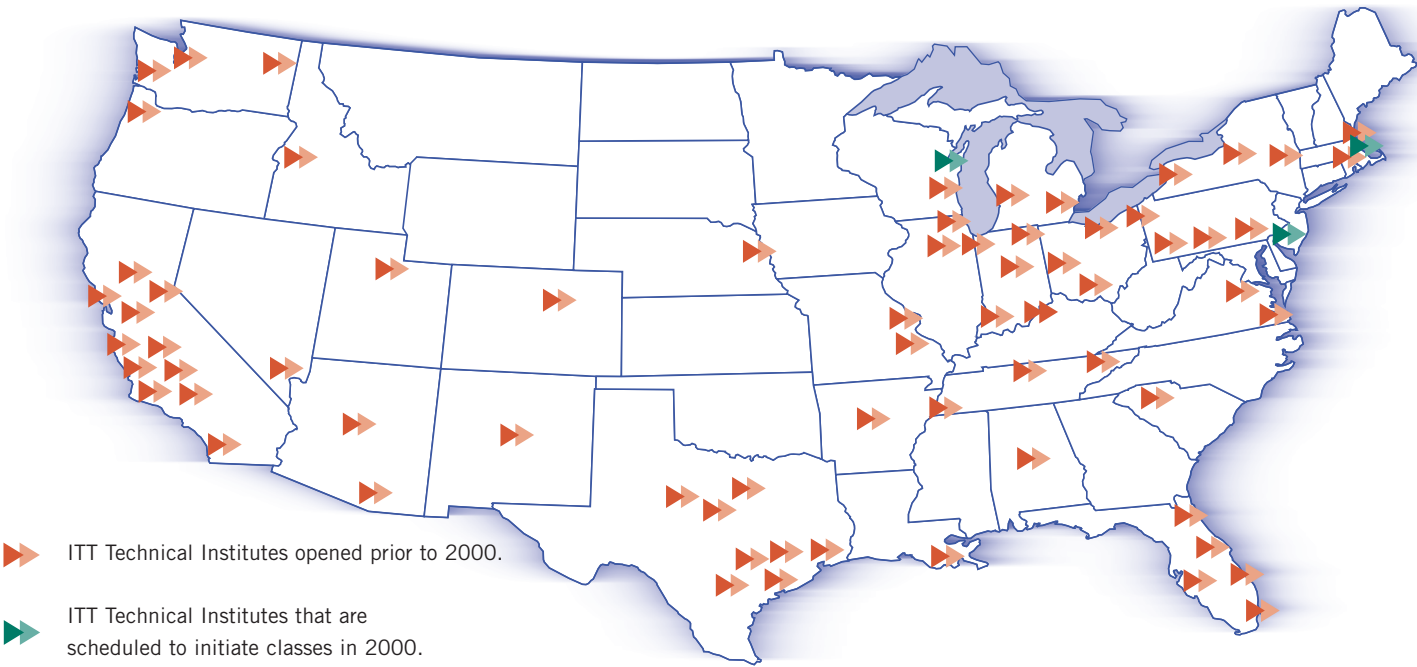 ITT Technical Institutes opened prior to 2000.
ITT Technical Institutes that are
scheduled to initiate classes in 2000.